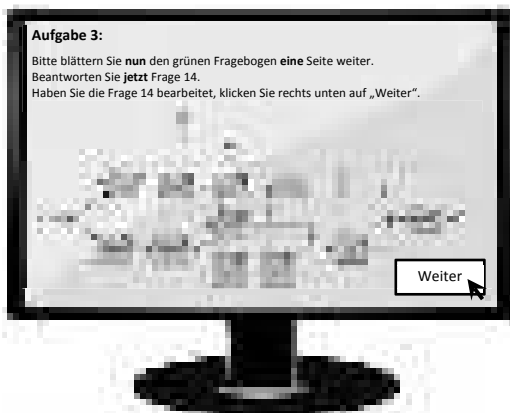 Aufgabe 3:
Bitte blättern Sie nun den grünen Fragebogen eine Seite weiter.
Beantworten Sie jetzt Frage 14.
Haben Sie die Frage 14 bearbeitet, klicken Sie rechts unten auf „Weiter“.
Weiter